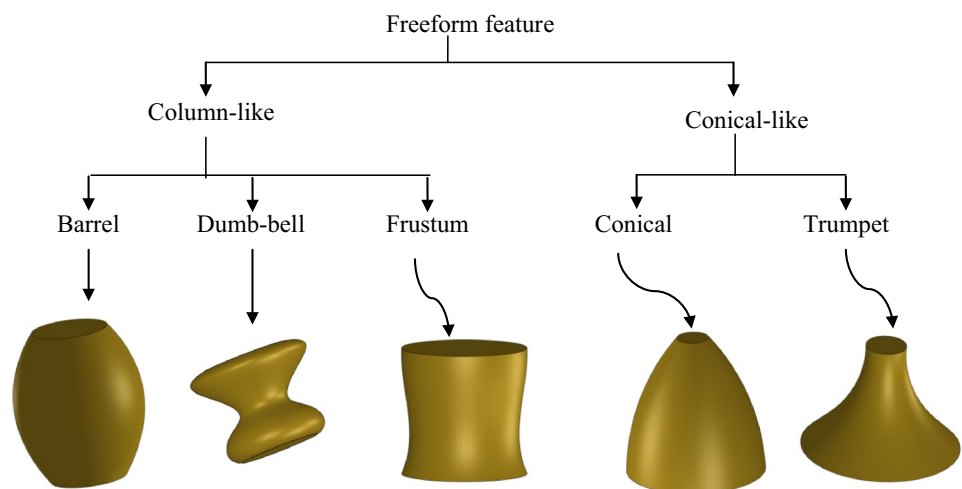 Freeform feature
Column-like
Conical-like
Barrel
Dumb-bell
Frustum
Conical
Trumpet